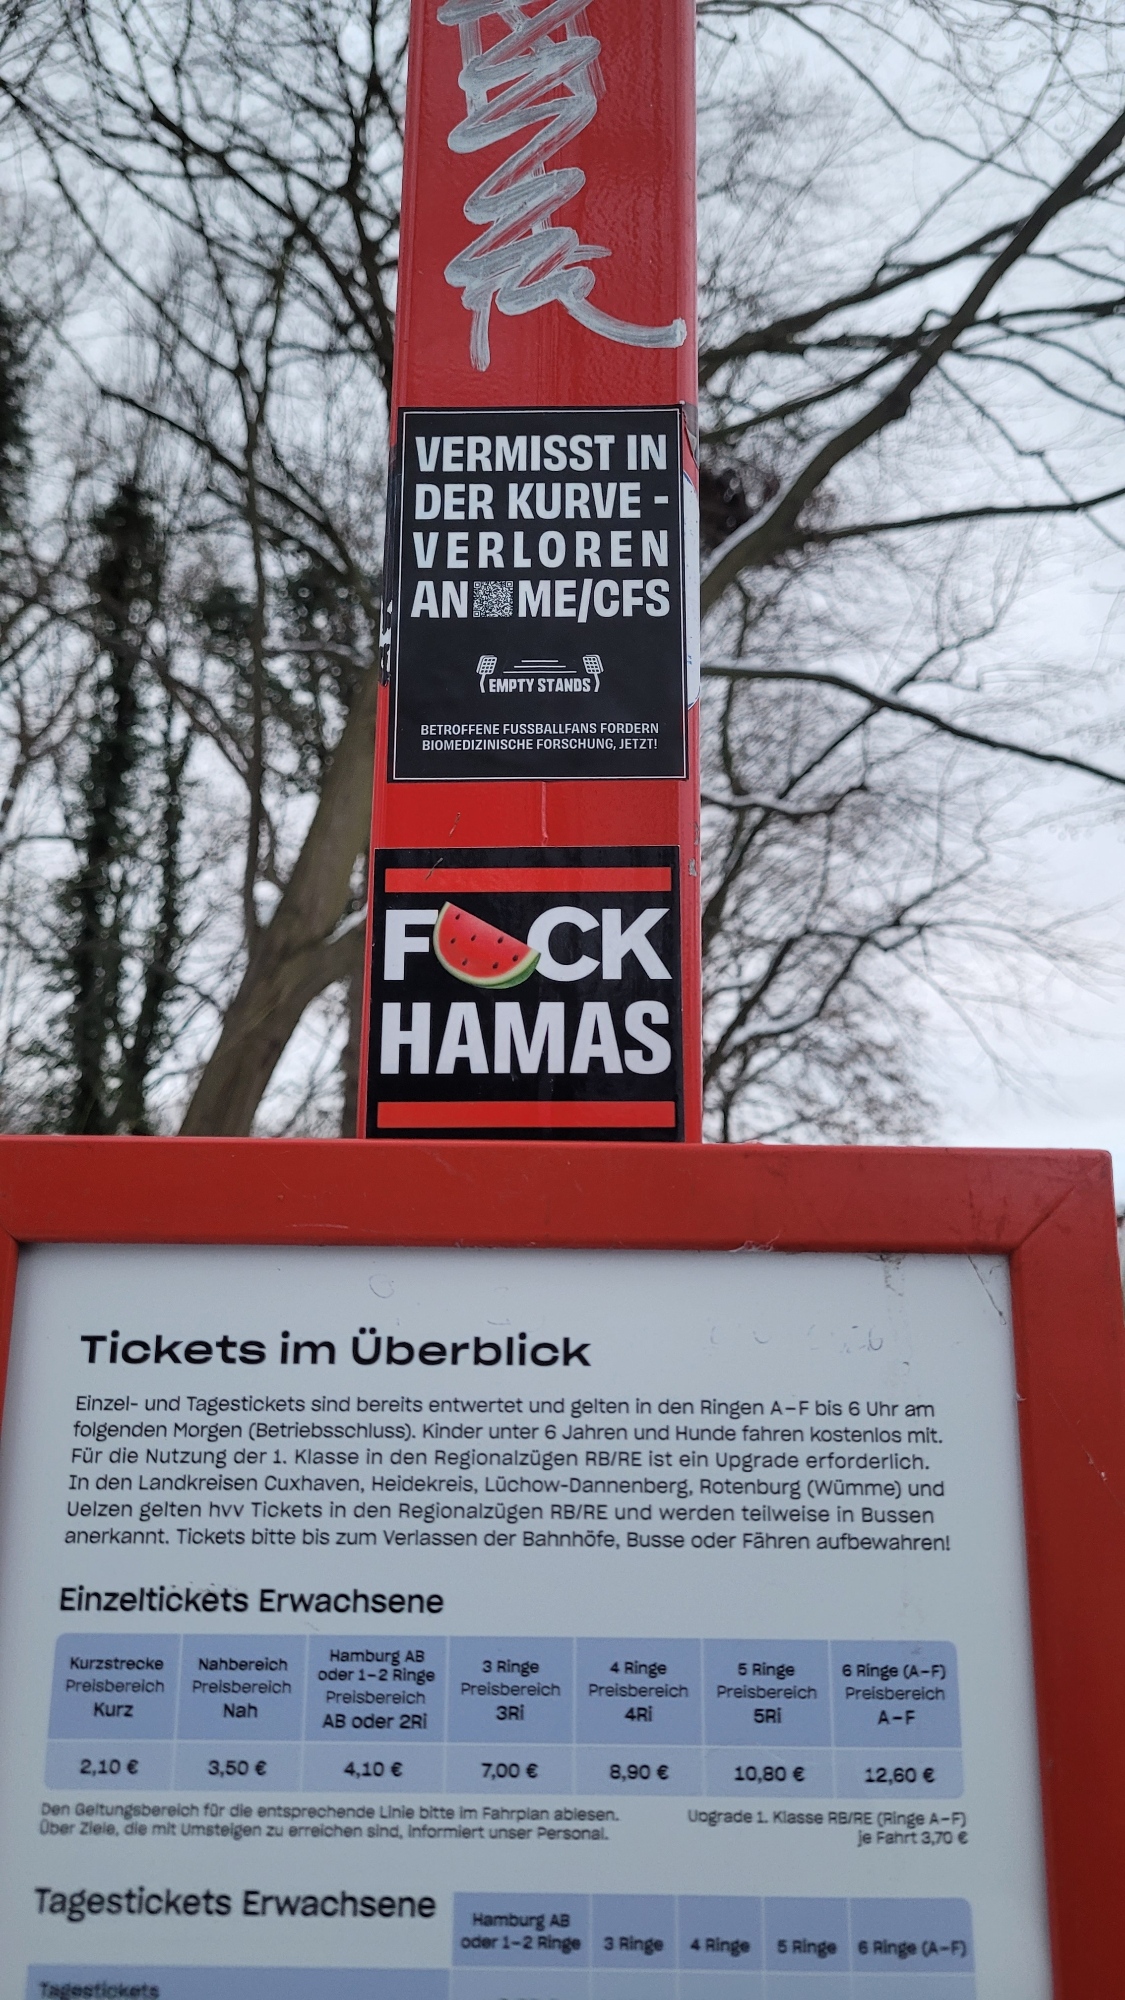 VERMISST IN
DER KURVE -
VERLOREN
AN ME/CFS
EMPTY STANDS
BETROFFENE FUSSBALLFANS FORDERN
BIOMEDIZINISCHE FORSCHUNG, JETZT!
F CK
HAMAS
Tickets im Überblick
Einzel- und Tagestickets sind bereits entwertet und gelten in den Ringen A–F bis 6 Uhr am
folgenden Morgen (Betriebsschluss). Kinder unter 6 Jahren und Hunde fahren kostenlos mit.
Für die Nutzung der 1. Klasse in den Regionalzügen RB/RE ist ein Upgrade erforderlich.
In den Landkreisen Cuxhaven, Heidekreis, Lüchow-Dannenberg, Rotenburg (Wümme) und
Uelzen gelten hvv Tickets in den Regionalzügen RB/RE und werden teilweise in Bussen
anerkannt. Tickets bitte bis zum Verlassen der Bahnhöfe, Busse oder Fähren aufbewahren!
Einzeltickets Erwachsene
Kurzstrecke
Preisbereich
Kurz
Nahbereich
Preisbereich
Nah
Hamburg AB
oder 1–2 Ringe
Preisbereich
AB oder 2Ri
3 Ringe
Preisbereich
3Ri
4 Ringe
Preisbereich
4Ri
5 Ringe
Preisbereich
5Ri
6 Ringe (A–F)
Preisbereich
A–F
2,10 € 3,50 € 4,10 € 7,00 € 8,90 € 10,80 € 12,60 €
Den Geltungsbereich für die entsprechende Linie bitte im Fahrplan ablesen.
Über Ziele, die mit Umsteigen zu erreichen sind, informiert unser Personal.
Upgrade 1. Klasse RB/RE (Ringe A–F)
je Fahrt 3,70 €
Tagestickets Erwachsene
Hamburg AB
oder 1–2 Ringe
3 Ringe
4 Ringe
5 Ringe
6 Ringe (A–F)
Tagestickets